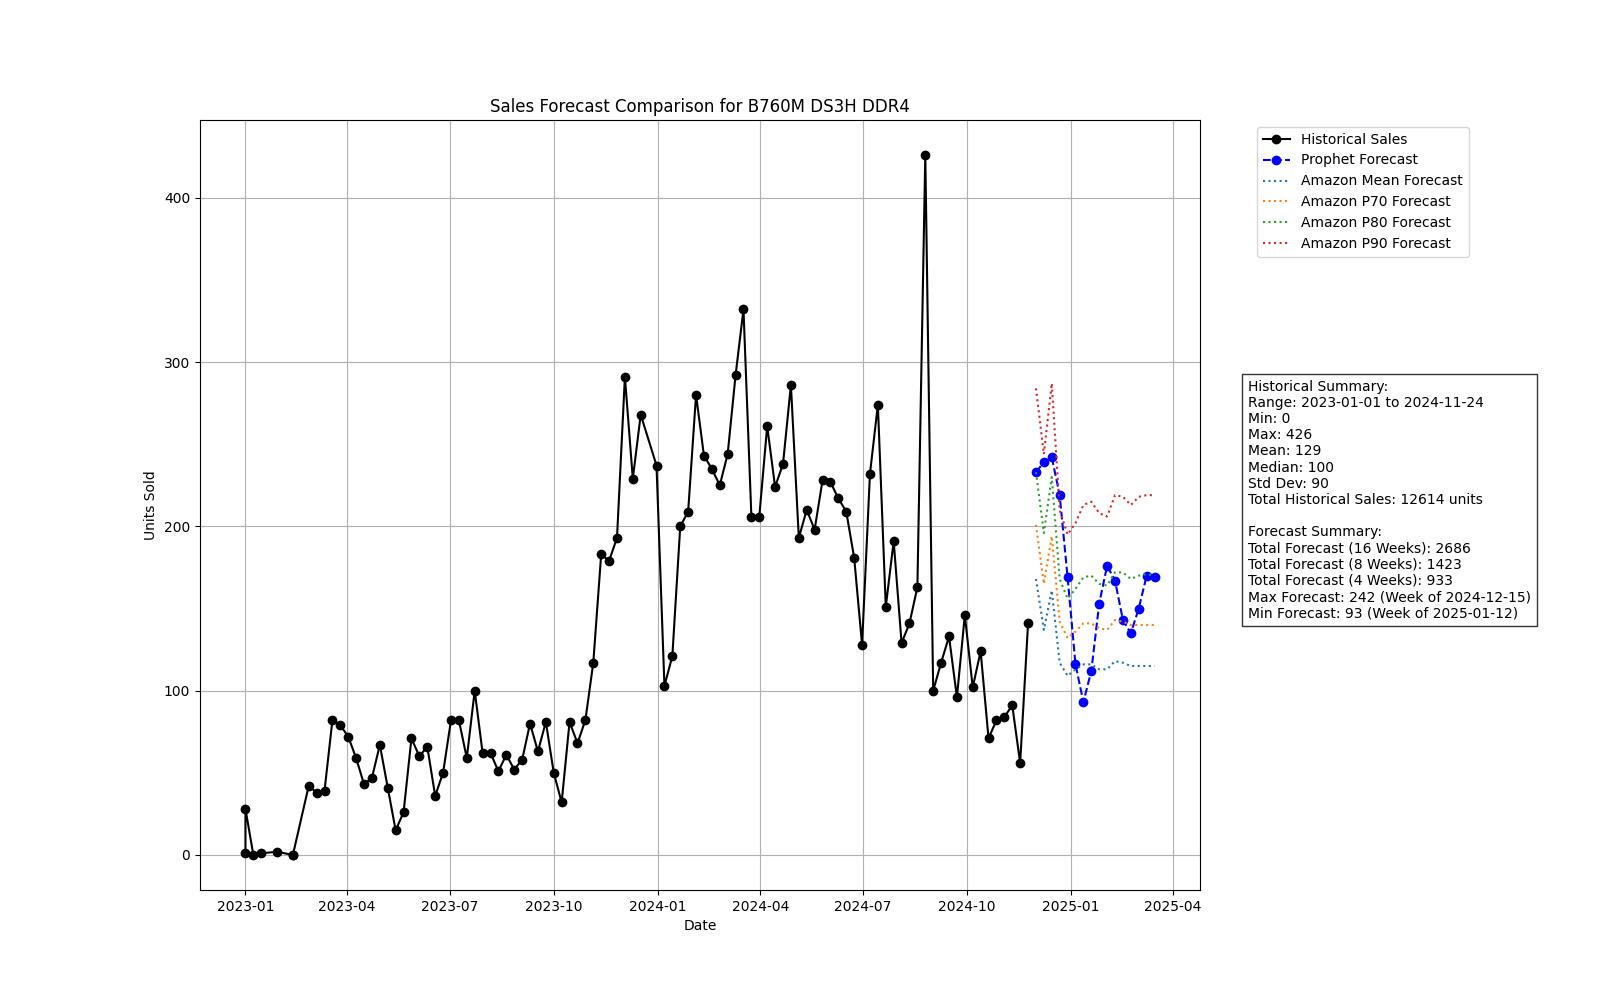 Sales Forecast Comparison for B760M DS3H DDR4
Units Sold
400
300
200
100
0
2023-01
2023-04
2023-07
2023-10
2024-01
2024-04
2024-07
2024-10
2025-01
2025-04
Date
Historical Sales
Prophet Forecast
Amazon Mean Forecast
Amazon P70 Forecast
Amazon P80 Forecast
Amazon P90 Forecast
Historical Summary:
Range: 2023-01-01 to 2024-11-24
Min: 0
Max: 426
Mean: 129
Median: 100
Std Dev: 90
Total Historical Sales: 12614 units
Forecast Summary:
Total Forecast (16 Weeks): 2686
Total Forecast (8 Weeks): 1423
Total Forecast (4 Weeks): 933
Max Forecast: 242 (Week of 2024-12-15)
Min Forecast: 93 (Week of 2025-01-12)